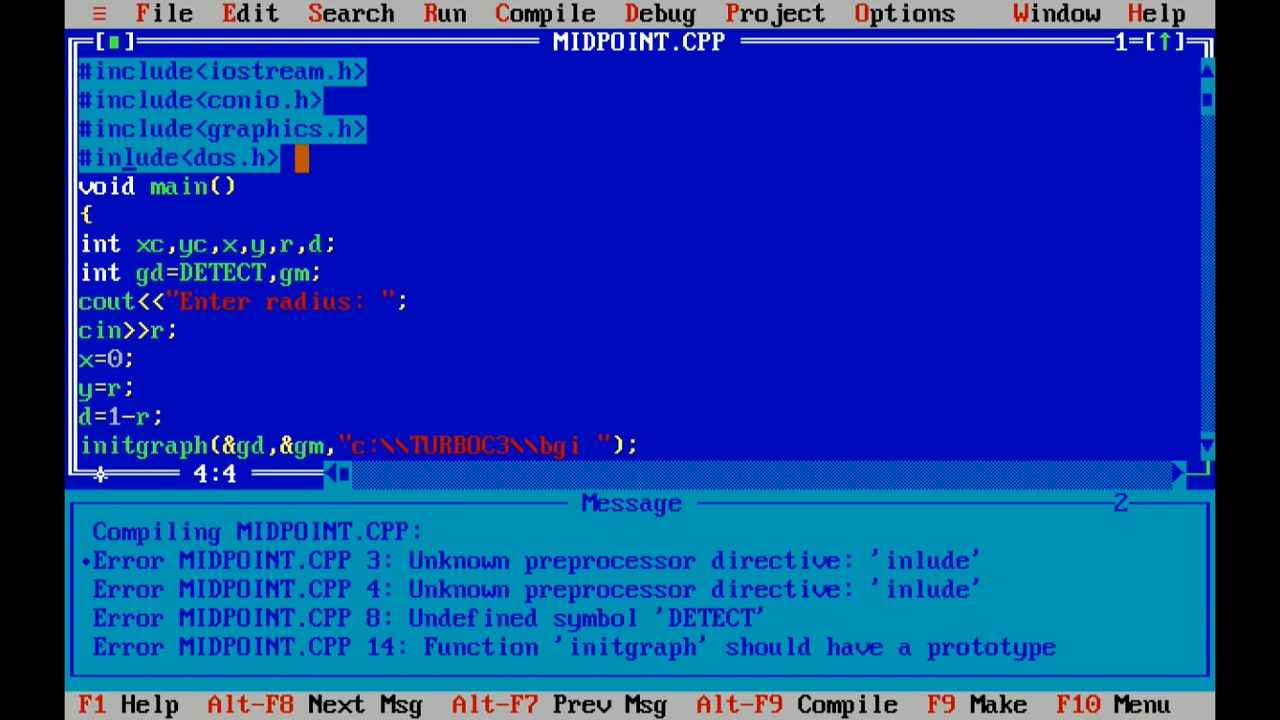 ≡ File Edit Search Run Compile Debug Project Options Window Help
[■] MIDPOINT.CPP 1=[↑]
#include<iostream.h>
#include<conio.h>
#include<graphics.h>
#inlude<dos.h>
void main()
{
int xc,yc,x,y,r,d;
int gd=DETECT,gm;
cout<<"Enter radius: ";
cin>>r;
x=0;
y=r;
d=1-r;
initgraph(&gd,&gm,"c:\\TURBOC3\\bgi ");
4:4
Message 2
Compiling MIDPOINT.CPP:
•Error MIDPOINT.CPP 3: Unknown preprocessor directive: 'inlude'
Error MIDPOINT.CPP 4: Unknown preprocessor directive: 'inlude'
Error MIDPOINT.CPP 8: Undefined symbol 'DETECT'
Error MIDPOINT.CPP 14: Function 'initgraph' should have a prototype
F1 Help Alt-F8 Next Msg Alt-F7 Prev Msg Alt-F9 Compile F9 Make F10 Menu